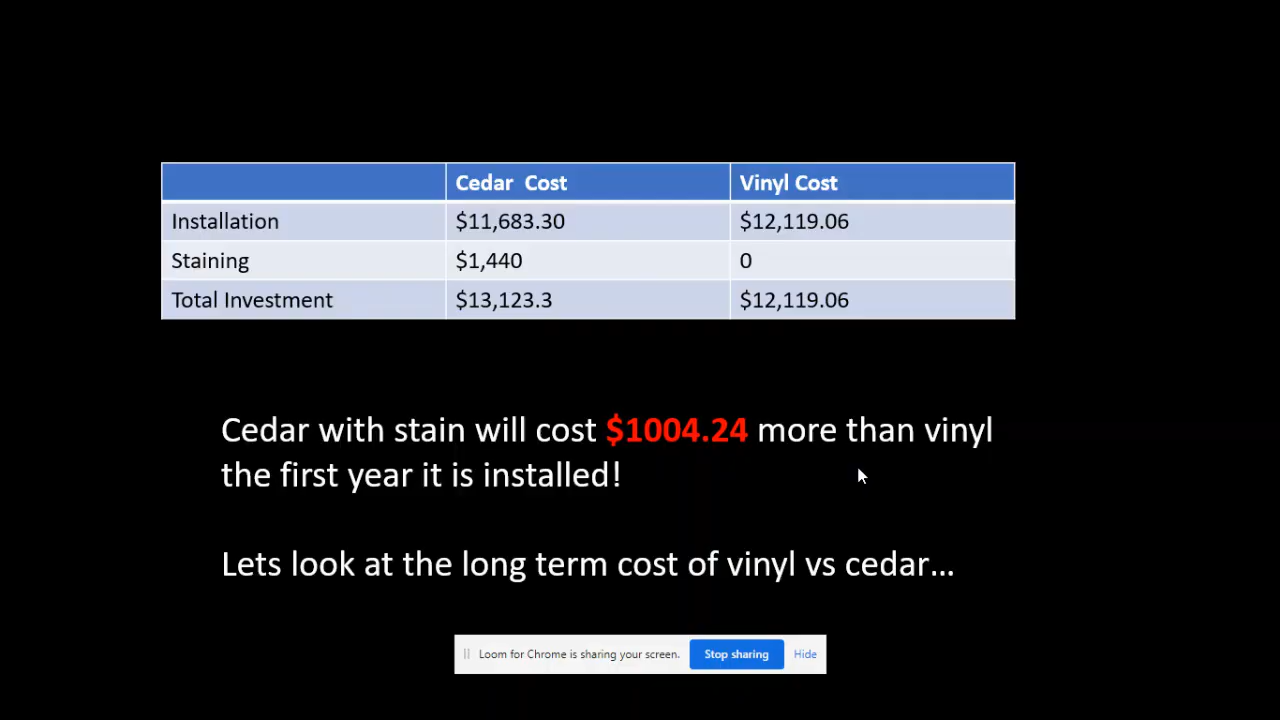 Cedar  Cost Vinyl Cost
Installation $11,683.30 $12,119.06
Staining $1,440 0
Total Investment $13,123.3 $12,119.06
Cedar with stain will cost $1004.24 more than vinyl
the first year it is installed!
Lets look at the long term cost of vinyl vs cedar...
Loom for Chrome is sharing your screen. Stop sharing Hide